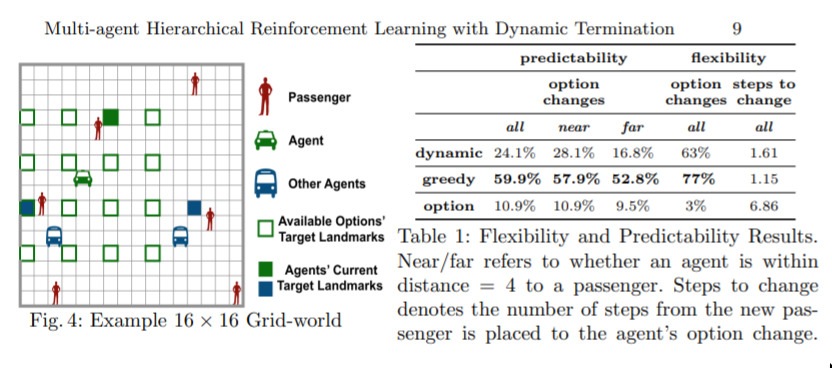 Multi-agent Hierarchical Reinforcement Learning with Dynamic Termination 9
Passenger
Agent
Other Agents
Available Options'
Target Landmarks
Agents' Current
Target Landmarks
Fig. 4: Example 16 × 16 Grid-world
predictability flexibility
option changes option changes steps to change
all near far all all
dynamic 24.1% 28.1% 16.8% 63% 1.61
greedy 59.9% 57.9% 52.8% 77% 1.15
option 10.9% 10.9% 9.5% 3% 6.86
Table 1: Flexibility and Predictability Results.
Near/far refers to whether an agent is within
distance = 4 to a passenger. Steps to change
denotes the number of steps from the new pas-
senger is placed to the agent's option change.